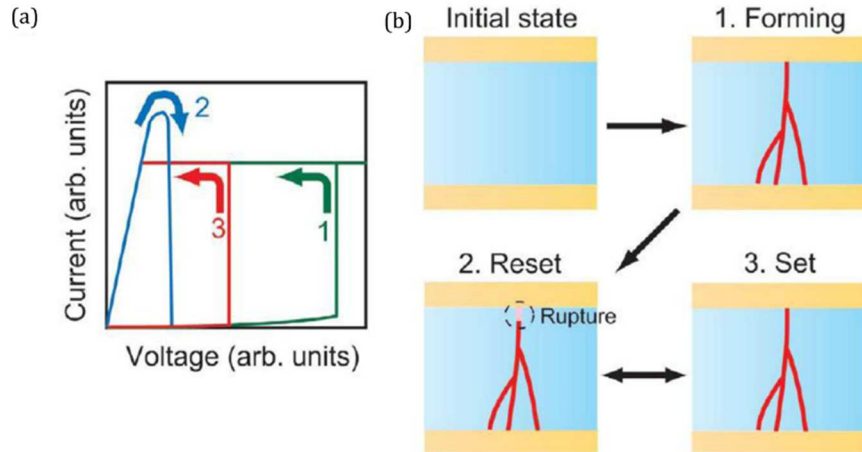 (a)
Current (arb. units)
2
3
1
Voltage (arb. units)
(b)
Initial state
1. Forming
2. Reset
Rupture
3. Set